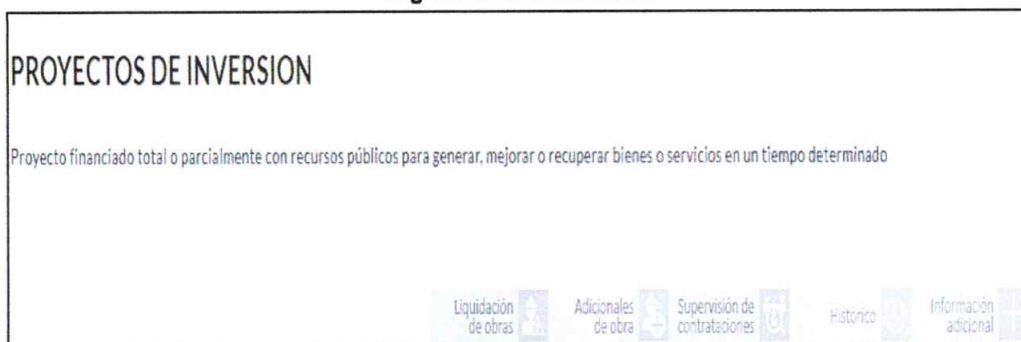 PROYECTOS DE INVERSION
Proyecto financiado total o parcialmente con recursos públicos para generar, mejorar o recuperar bienes o servicios en un tiempo determinado
Liquidación
de obras
Adicionales
de obra
Supervisión de
contrataciones
Histórico
Información
adicional